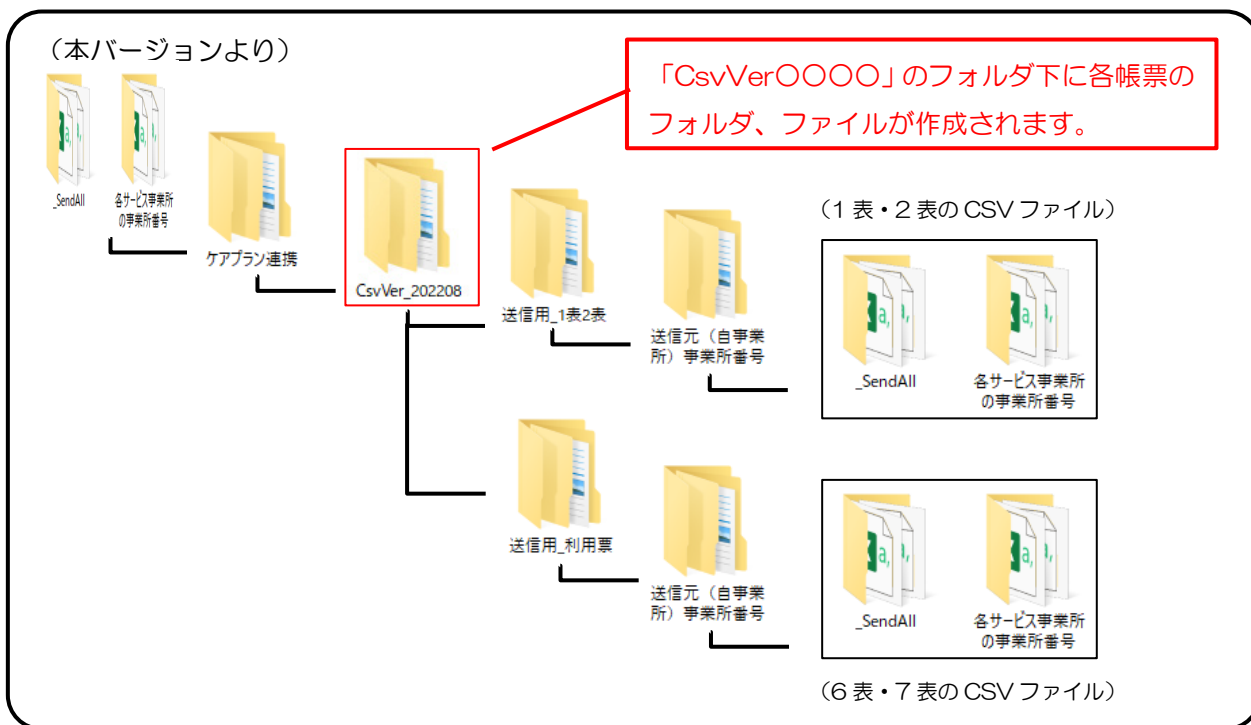 （本バージョンより）
「CsvVer〇〇〇〇」のフォルダ下に各帳票の
フォルダ、ファイルが作成されます。
_SendAll
各サービス事業所
の事業所番号
ケアプラン連携
CsvVer_202208
送信用_1表2表
送信元（自事業
所）事業所番号
（1 表・2 表の CSV ファイル）
_SendAll
各サービス事業所
の事業所番号
送信用_利用票
送信元（自事業
所）事業所番号
_SendAll
各サービス事業所
の事業所番号
（6 表・7 表の CSV ファイル）